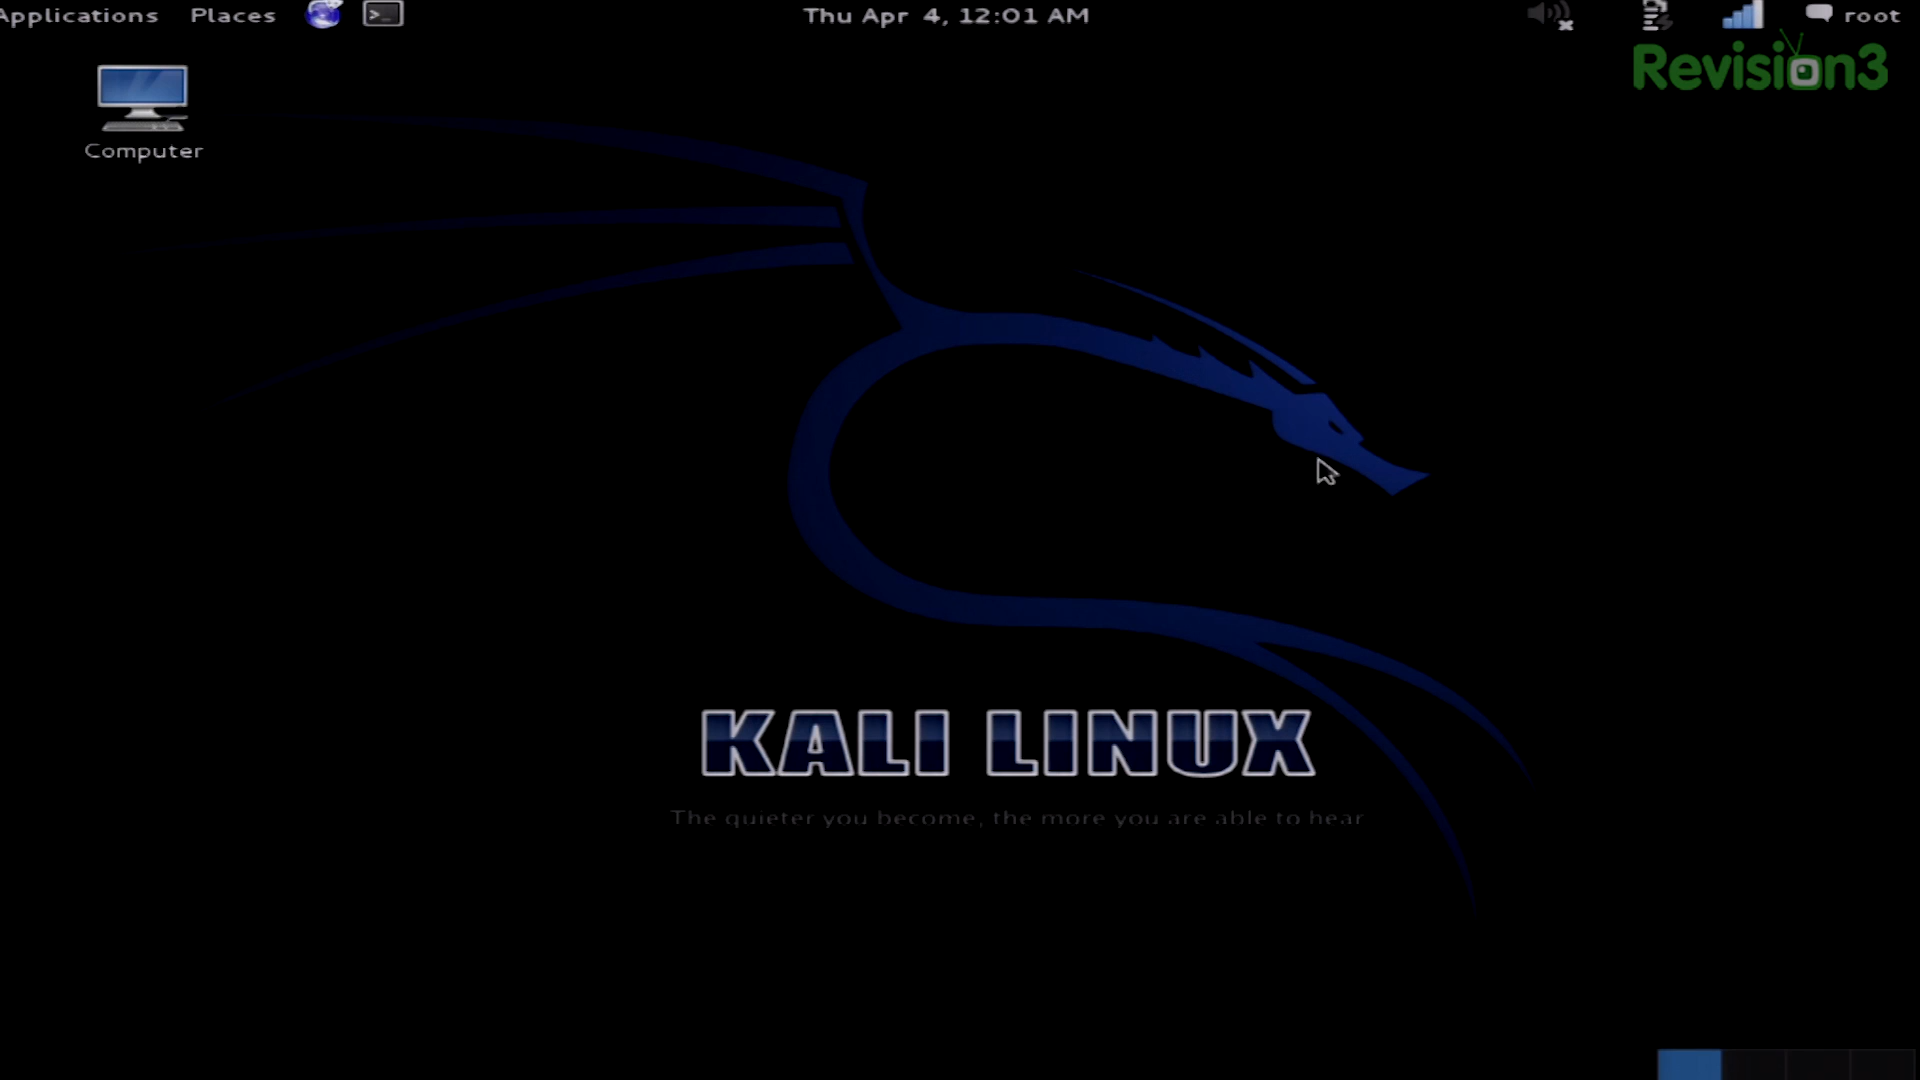 Applications Places Thu Apr 4, 12:01 AM root
Revision3
Computer
KALI LINUX
The quieter you become, the more you are able to hear